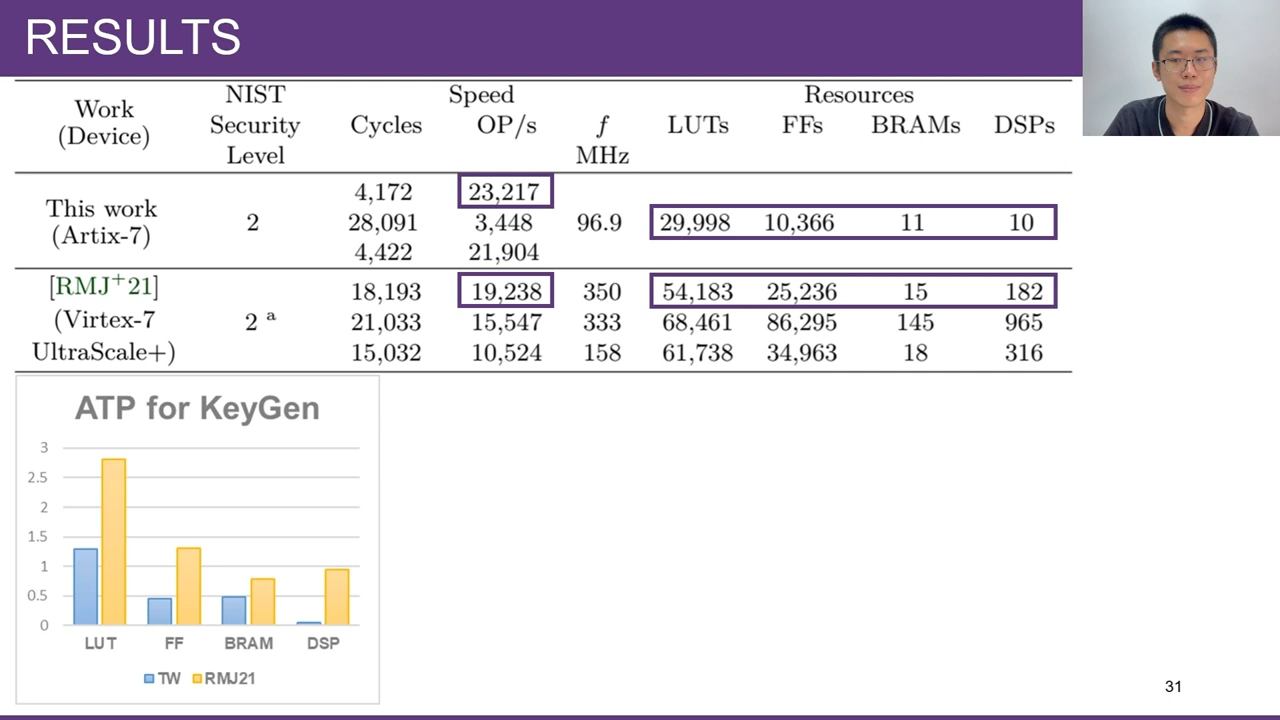 RESULTS
Work (Device) NIST Security Level Speed Cycles OP/s f MHz Resources LUTs FFs BRAMs DSPs
This work (Artix-7) 2 96.9 29,998 10,366 11 10
4,172 23,217
28,091 3,448
4,422 21,904
[RMJ+21] (Virtex-7 UltraScale+) 2 a
18,193 19,238 350 54,183 25,236 15 182
21,033 15,547 333 68,461 86,295 145 965
15,032 10,524 158 61,738 34,963 18 316
ATP for KeyGen
3
2.5
2
1.5
1
0.5
0
LUT FF BRAM DSP
TW RMJ21
31